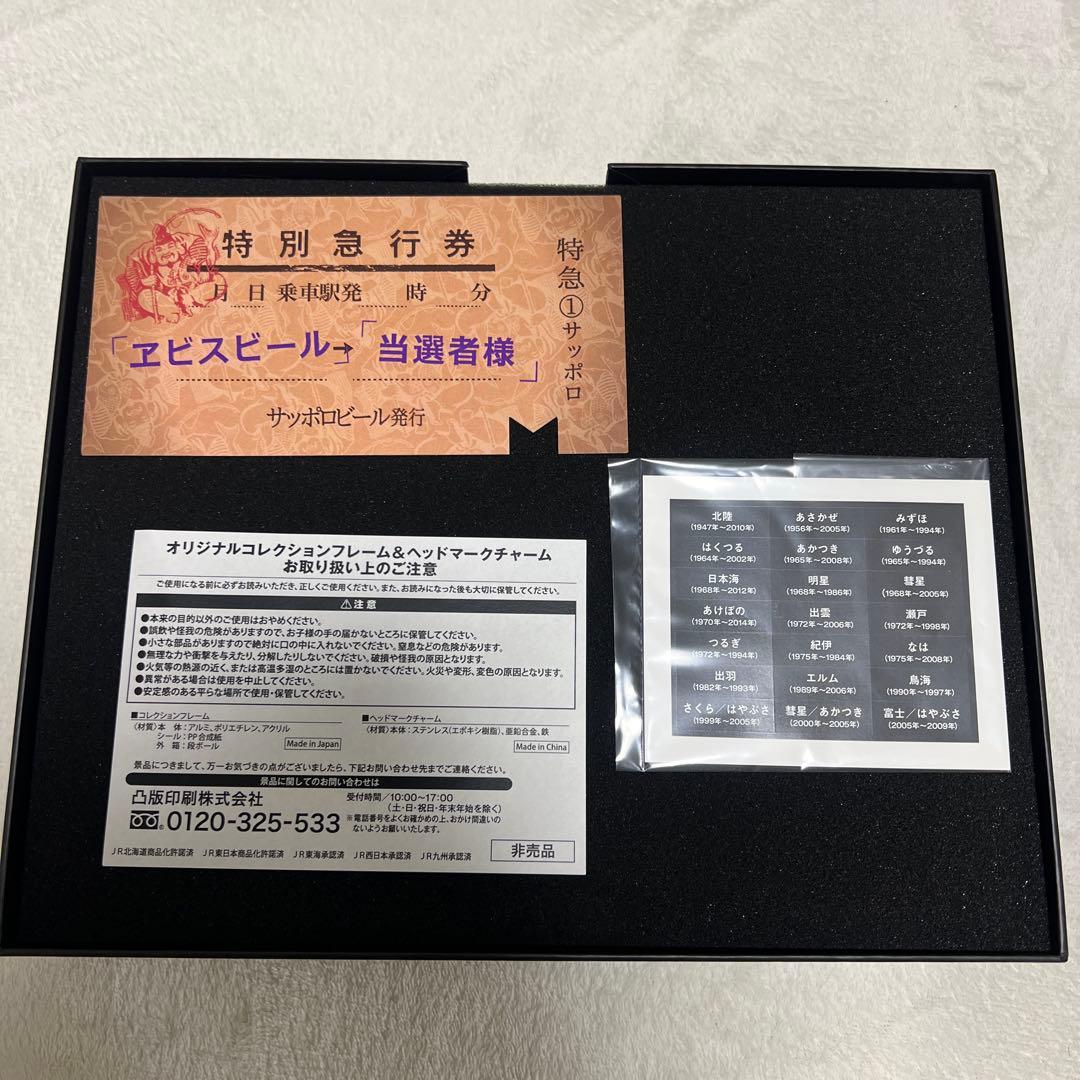 特別急行券
月 日 乗車駅発 時 分
「ヱビスビール」→「当選者様」
サッポロビール発行
特急①サッポロ
オリジナルコレクションフレーム&ヘッドマークチャーム
お取り扱い上のご注意
ご使用になる前に必ずお読みいただき、正しくご使用ください。また、お読みになった後も大切に保管してください。
⚠注意
●本来の目的以外のご使用はおやめください。
●誤飲や怪我の危険がありますので、お子様の手の届かないところに保管してください。
●小さな部品がありますので絶対に口の中に入れないでください。窒息などの危険があります。
●無理な力や衝撃を与えたり、分解したりしないでください。破損や怪我の原因となります。
●火気等の熱源の近く、または高温多湿のところには置かないでください。火災や変形、変色の原因となります。
●異常がある場合は使用を中止してください。
●安定感のある平らな場所で使用・保管してください。
■コレクションフレーム
〈材質〉本 体:アルミ、ポリエチレン、アクリル
シール:PP合成紙
外 箱:段ボール
Made in Japan
■ヘッドマークチャーム
〈材質〉本体:ステンレス(エポキシ樹脂)、亜鉛合金、鉄
Made in China
景品につきまして、万一お気づきの点がございましたら、下記お問い合わせ先までご連絡ください。
景品に関してのお問い合わせは
凸版印刷株式会社
0120-325-533
受付時間/10:00〜17:00
(土・日・祝日・年末年始を除く)
※電話番号をよくお確かめの上、おかけ間違いの
ないようお願いいたします。
JR北海道商品化許諾済 JR東日本商品化許諾済 JR東海承認済 JR西日本承認済 JR九州承認済
非売品
北陸 あさかぜ みずほ
(1947年〜2010年) (1956年〜2005年) (1961年〜1994年)
はくつる あかつき ゆうづる
(1964年〜2002年) (1965年〜2008年) (1965年〜1994年)
日本海 明星 彗星
(1968年〜2012年) (1968年〜1986年) (1968年〜2005年)
あけぼの 出雲 瀬戸
(1970年〜2014年) (1972年〜2006年) (1972年〜1998年)
つるぎ 紀伊 なは
(1972年〜1994年) (1975年〜1984年) (1975年〜2008年)
出羽 エルム 鳥海
(1982年〜1993年) (1989年〜2006年) (1990年〜1997年)
さくら/はやぶさ 彗星/あかつき 富士/はやぶさ
(1999年〜2005年) (2000年〜2005年) (2005年〜2009年)